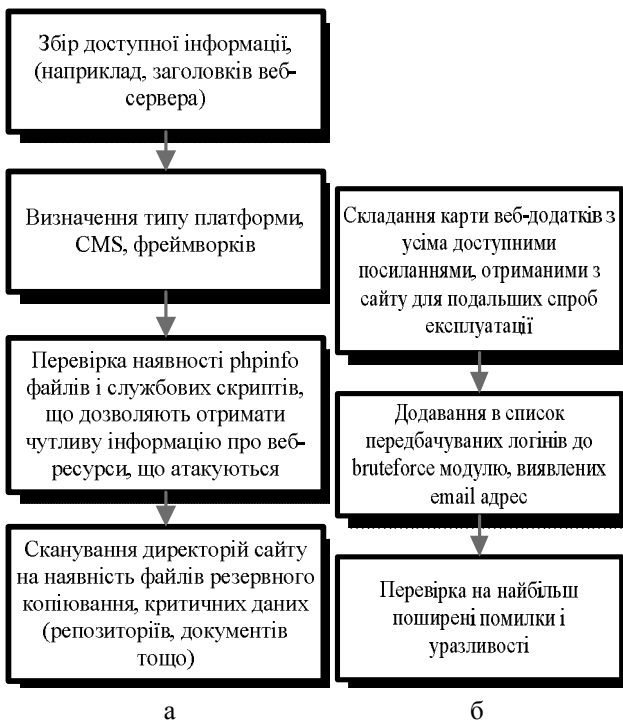 Збір доступної інформації,
(наприклад, заголовків веб-
сервера)
Визначення типу платформи,
CMS, фреймворків
Перевірка наявності phpinfo
файлів і службових скриптів,
що дозволяють отримати
чутливу інформацію про веб-
ресурси, що атакуються
Сканування директорій сайту
на наявність файлів резервного
копіювання, критичних даних
(репозиторіїв, документів
тощо)
а
Складання карти веб-додатків з
усіма доступними
посиланнями, отриманими з
сайту для подальших спроб
експлуатації
Додавання в список
передбачуваних логінів до
bruteforce модулю, виявлених
email адрес
Перевірка на найбільш
поширені помилки і
уразливості
б